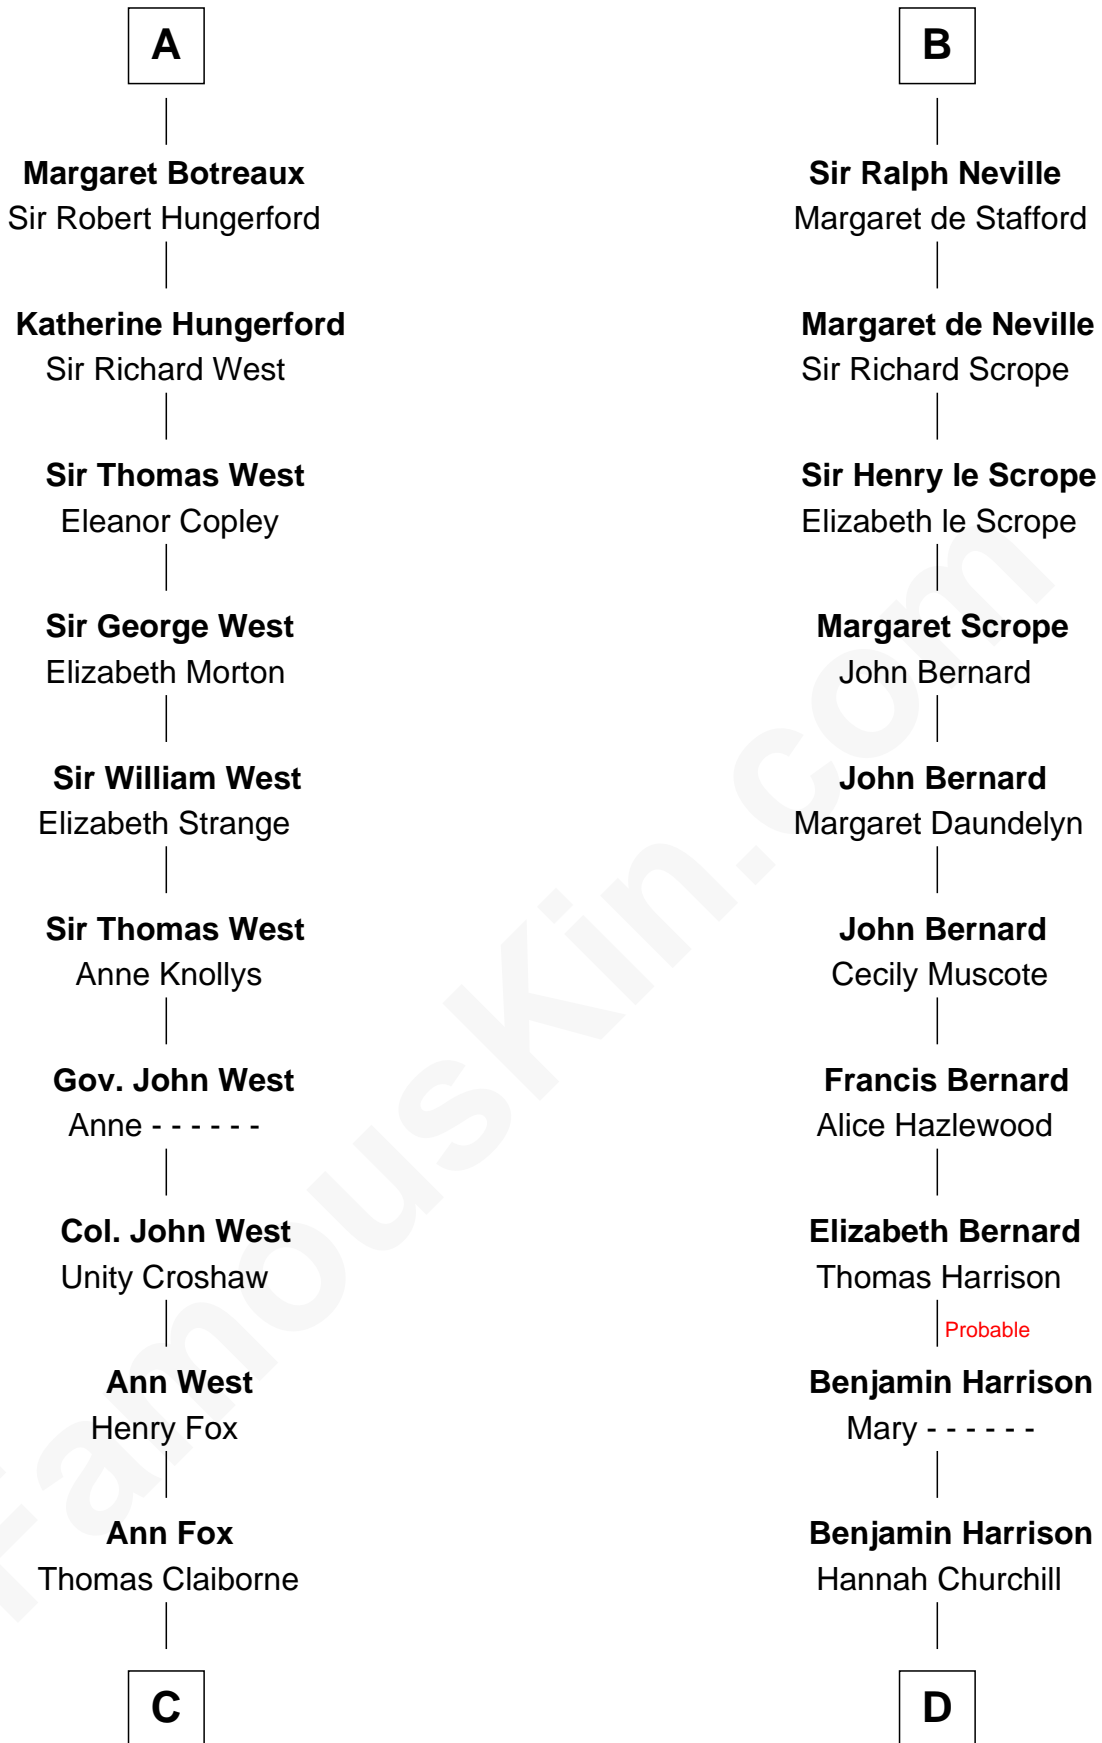 A
Margaret Botreaux
Sir Robert Hungerford
Katherine Hungerford
Sir Richard West
Sir Thomas West
Eleanor Copley
Sir George West
Elizabeth Morton
Sir William West
Elizabeth Strange
Sir Thomas West
Anne Knollys
Gov. John West
Anne - - - - - -
Col. John West
Unity Croshaw
Ann West
Henry Fox
Ann Fox
Thomas Claiborne
C
B
Sir Ralph Neville
Margaret de Stafford
Margaret de Neville
Sir Richard Scrope
Sir Henry le Scrope
Elizabeth le Scrope
Margaret Scrope
John Bernard
John Bernard
Margaret Daundelyn
John Bernard
Cecily Muscote
Francis Bernard
Alice Hazlewood
Elizabeth Bernard
Thomas Harrison
Probable
Benjamin Harrison
Mary - - - - - -
Benjamin Harrison
Hannah Churchill
D
FamousKin.com